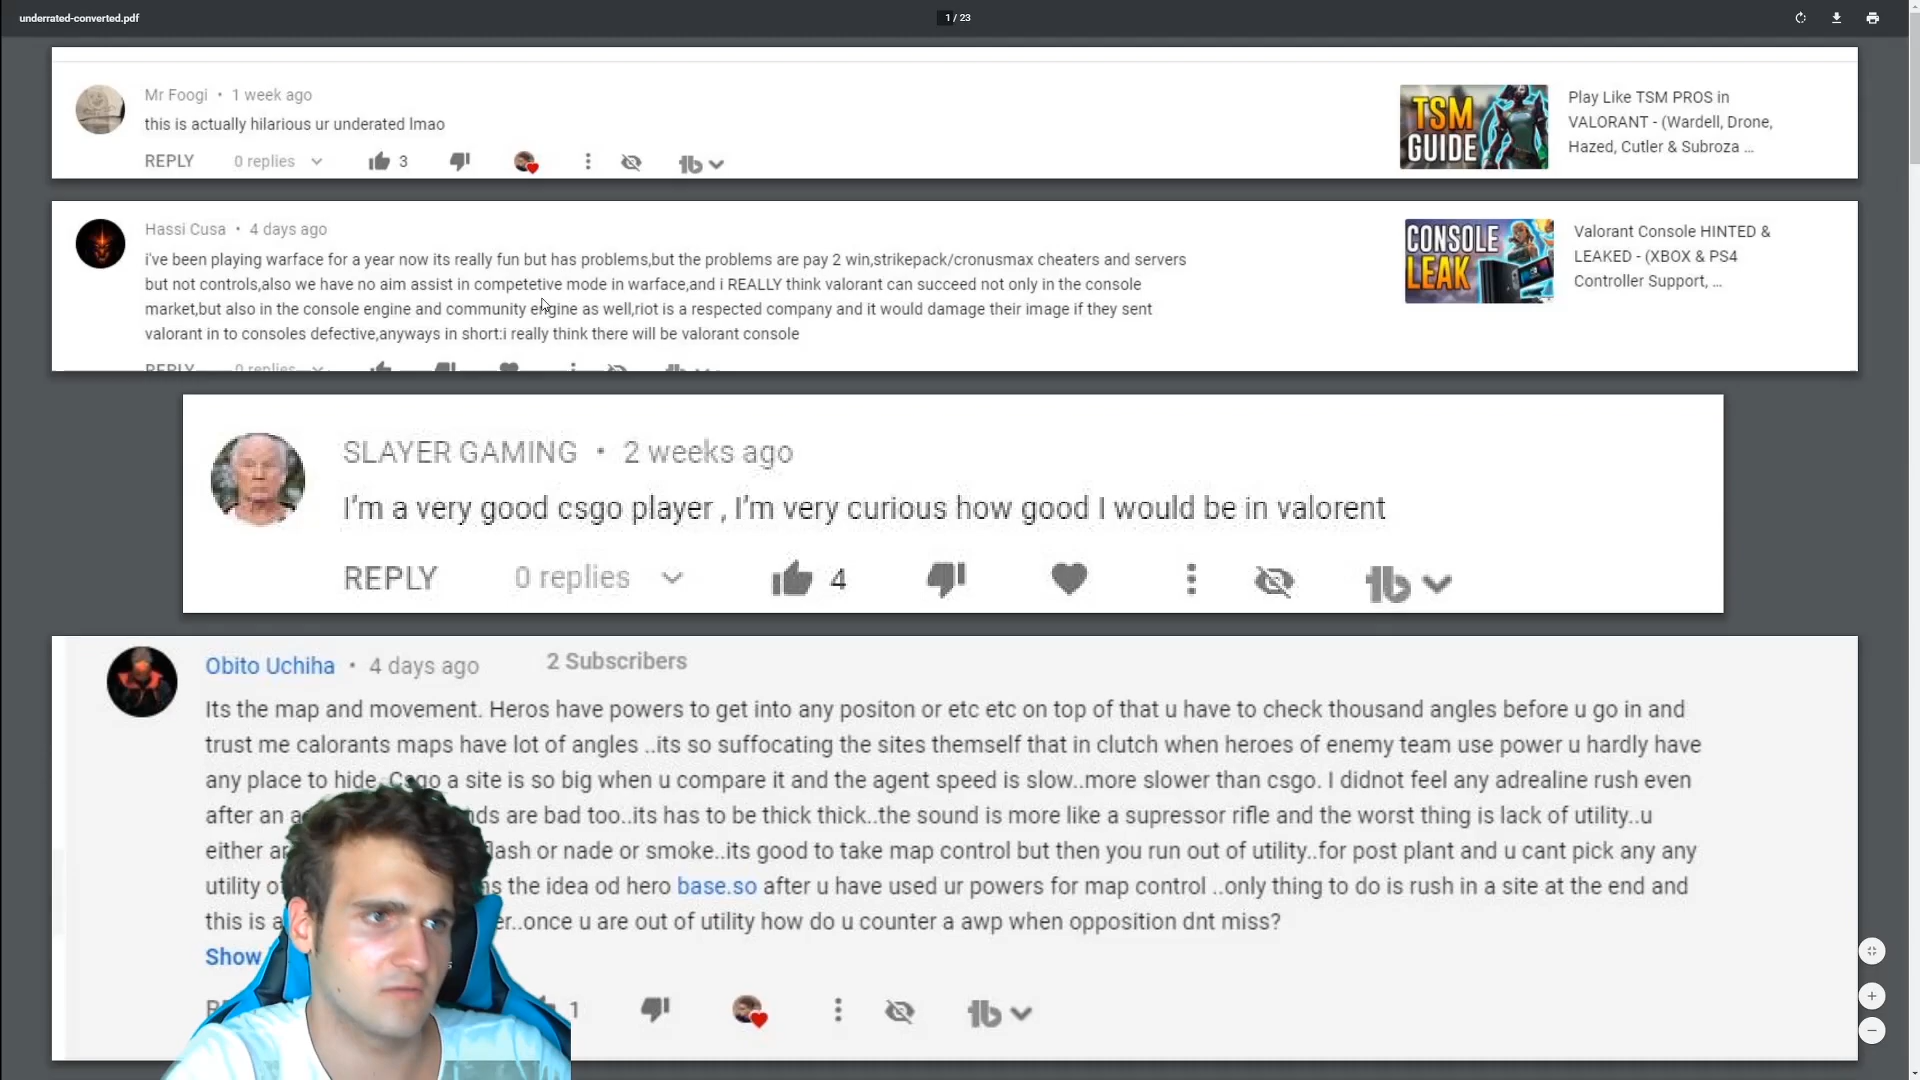 underrated-converted.pdf
1 / 23
Mr Foogi • 1 week ago
this is actually hilarious ur underated lmao
REPLY 0 replies 3
TSM GUIDE
Play Like TSM PROS in
VALORANT - (Wardell, Drone,
Hazed, Cutler & Subroza ...
Hassi Cusa • 4 days ago
i've been playing warface for a year now its really fun but has problems,but the problems are pay 2 win,strikepack/cronusmax cheaters and servers
but not controls,also we have no aim assist in competetive mode in warface,and i REALLY think valorant can succeed not only in the console
market,but also in the console engine and community engine as well,riot is a respected company and it would damage their image if they sent
valorant in to consoles defective,anyways in short:i really think there will be valorant console
REPLY 0 replies
CONSOLE LEAK
Valorant Console HINTED &
LEAKED - (XBOX & PS4
Controller Support, ...
SLAYER GAMING • 2 weeks ago
I'm a very good csgo player , I'm very curious how good I would be in valorent
REPLY 0 replies 4
Obito Uchiha • 4 days ago 2 Subscribers
Its the map and movement. Heros have powers to get into any positon or etc etc on top of that u have to check thousand angles before u go in and
trust me calorants maps have lot of angles ..its so suffocating the sites themself that in clutch when heroes of enemy team use power u hardly have
any place to hide. Csgo a site is so big when u compare it and the agent speed is slow..more slower than csgo. I didnot feel any adrealine rush even
after an are bad too..its has to be thick thick..the sound is more like a supressor rifle and the worst thing is lack of utility..u
either or nade or smoke..its good to take map control but then you run out of utility..for post plant and u cant pick any any
utility the idea od hero base.so after u have used ur powers for map control ..only thing to do is rush in a site at the end and
this is once u are out of utility how do u counter a awp when opposition dnt miss?
Show
1